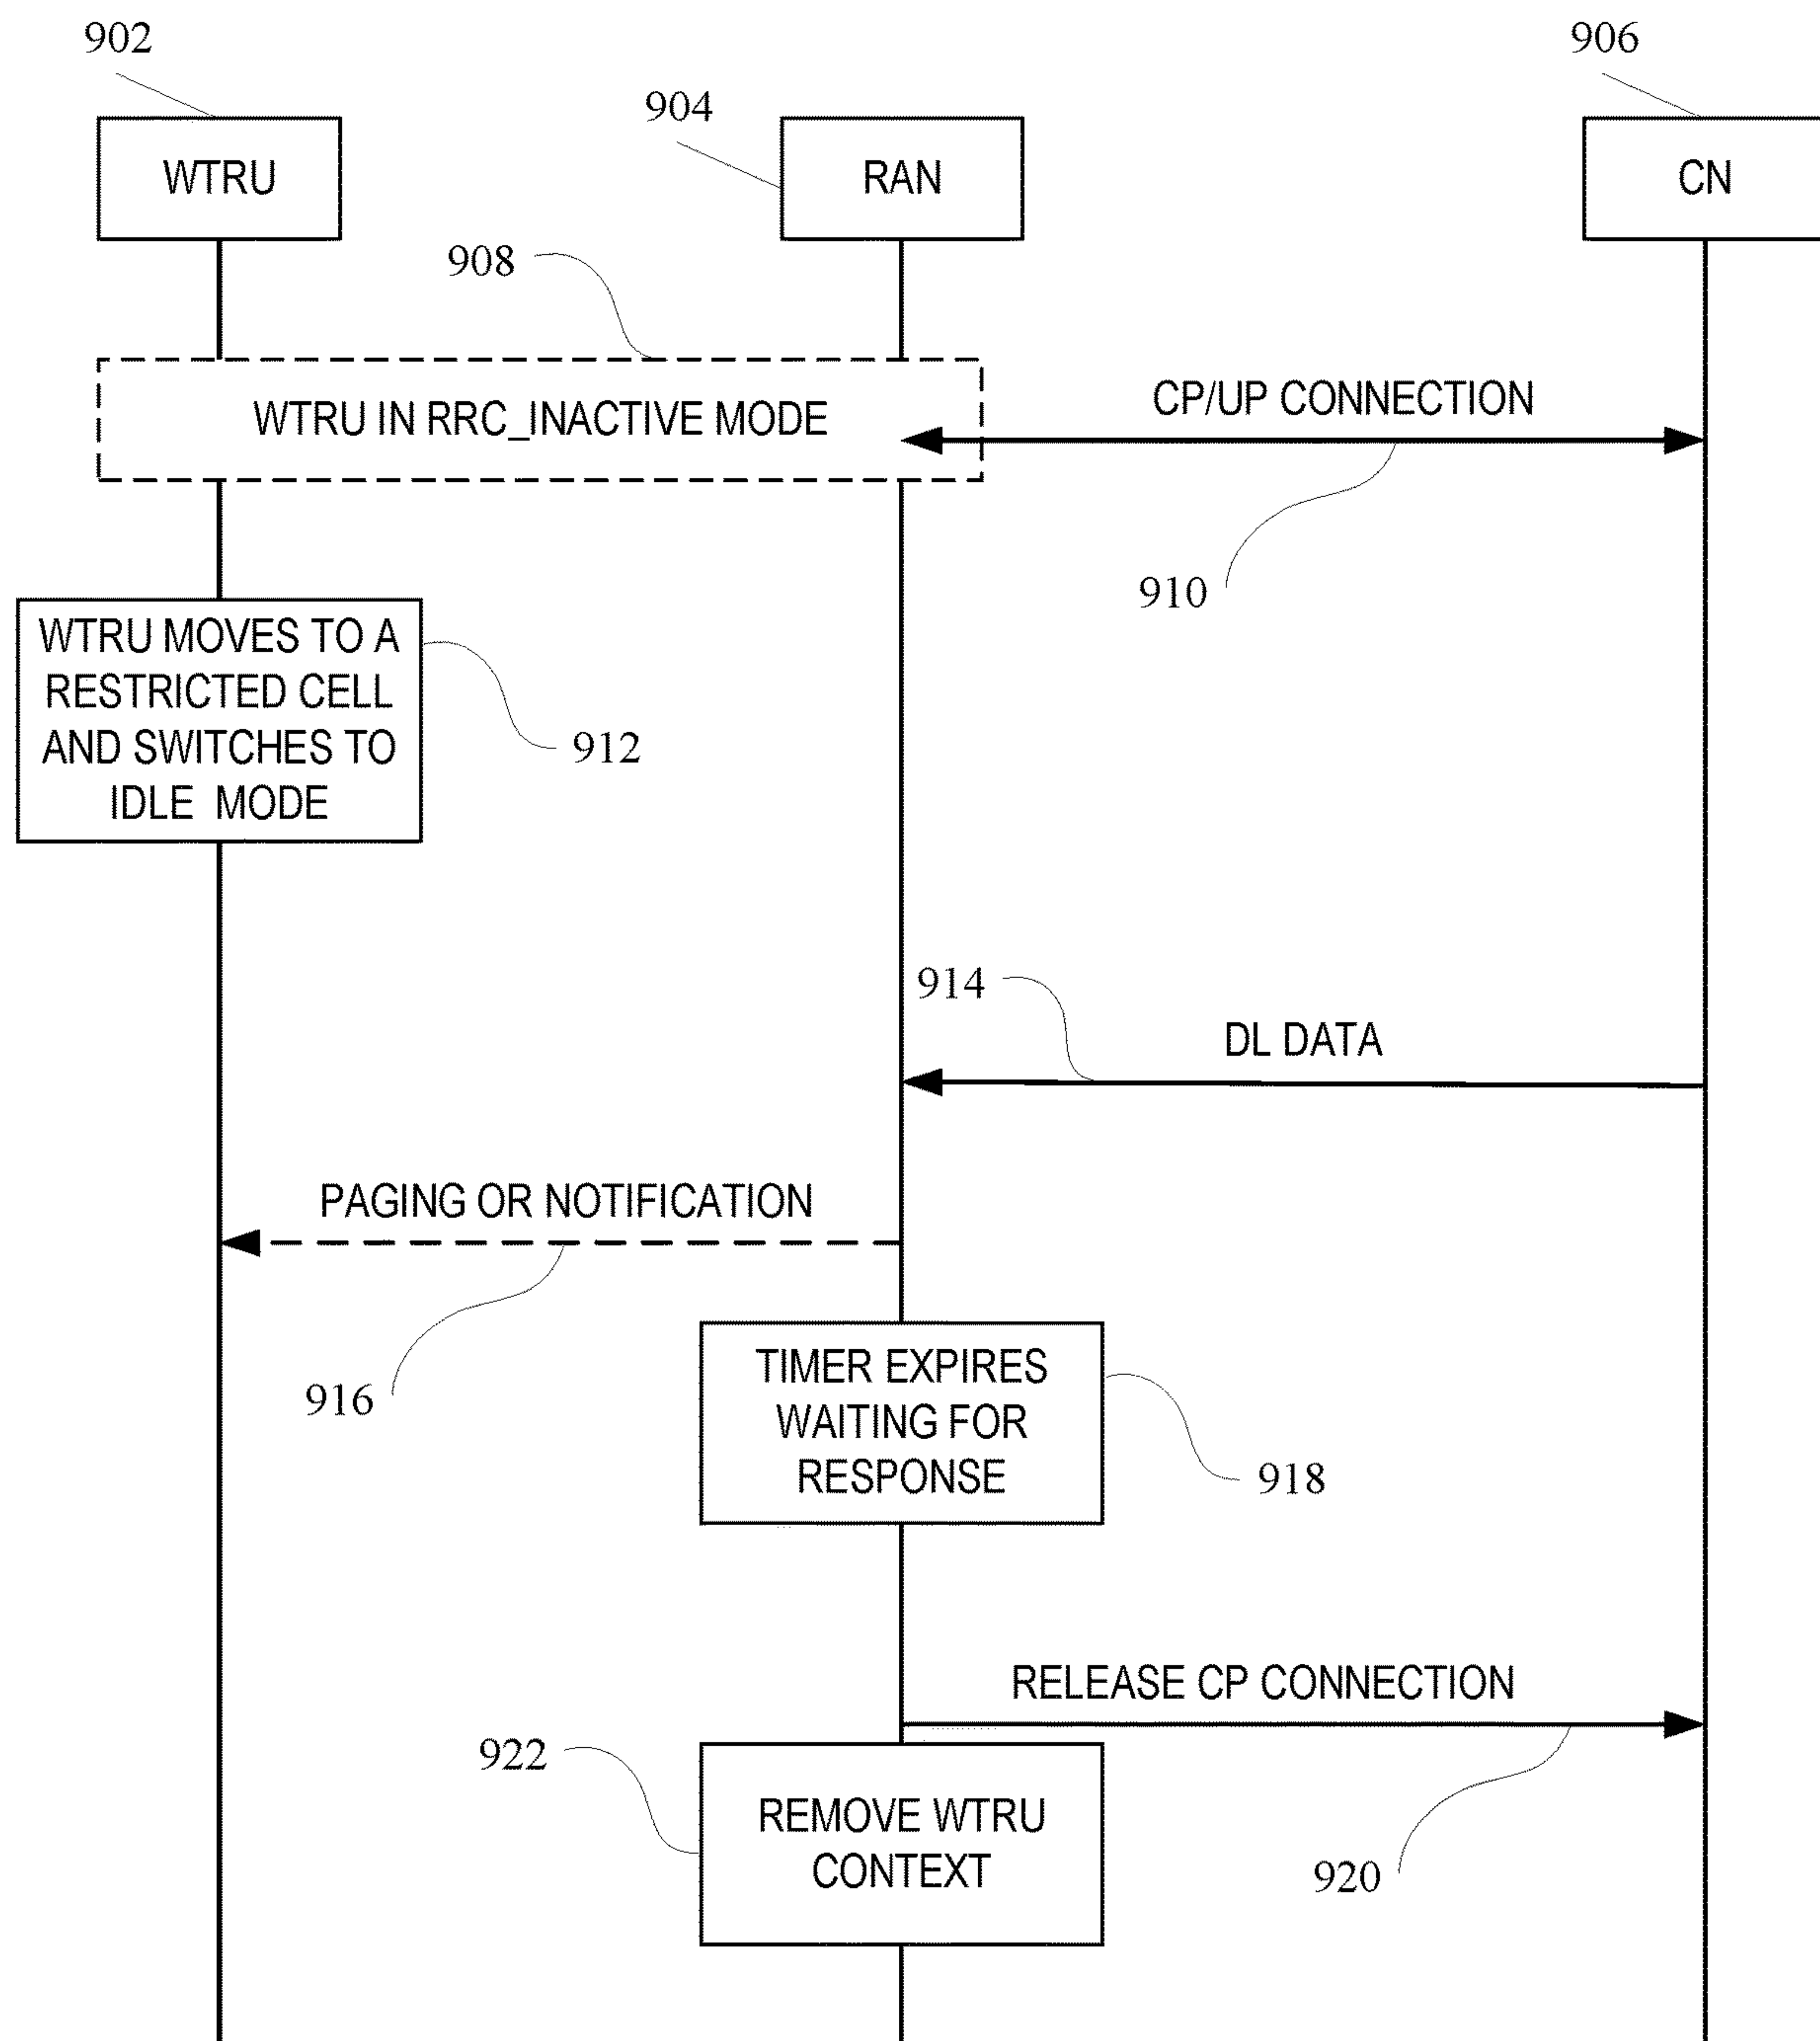 902
906
904
WTRU
RAN
CN
908
WTRU IN RRC_INACTIVE MODE
CP/UP CONNECTION
910
WTRU MOVES TO A
RESTRICTED CELL
AND SWITCHES TO
IDLE MODE
912
914
DL DATA
PAGING OR NOTIFICATION
916
TIMER EXPIRES
WAITING FOR
RESPONSE
918
RELEASE CP CONNECTION
922
REMOVE WTRU
CONTEXT
920